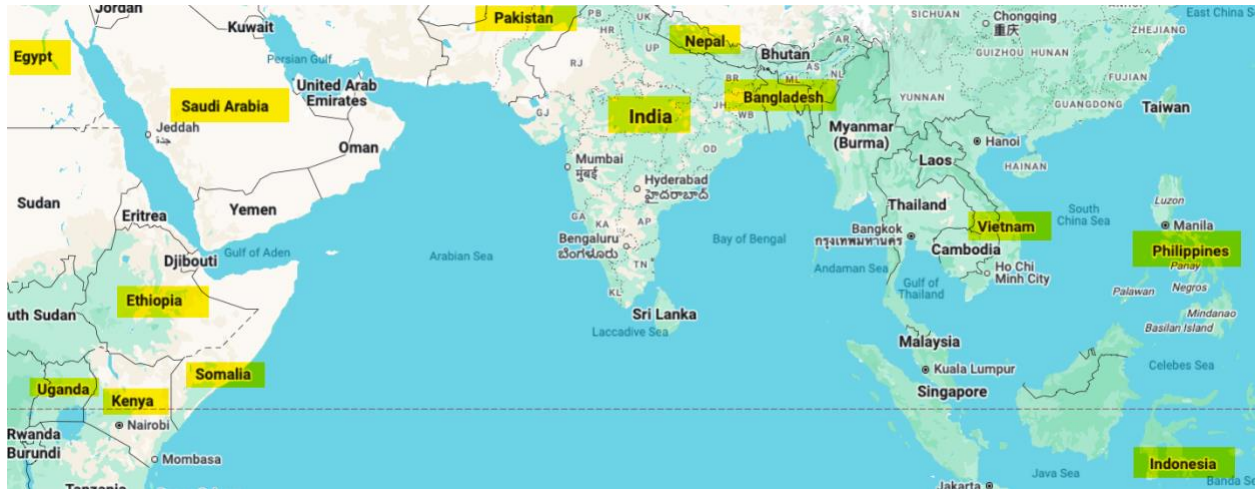 Jordan
Kuwait
Pakistan
PB
UK
HR
SICHUAN
Chongqing
重庆
East China S
ZHEJIANG
Egypt
Persian Gulf
RJ
UP
Nepal
Bhutan
AR
AS
NL
GUIZHOU
HUNAN
FUJIAN
Saudi Arabia
United Arab
Emirates
GJ
India
BR
JH
ML
Bangladesh
WB
YUNNAN
GUANGDONG
Taiwan
Jeddah
جدة
Oman
Mumbai
मुंबई
OD
Myanmar
(Burma)
Hanoi
Laos
HAINAN
Hyderabad
హైదరాబాద్
Sudan
Eritrea
Yemen
GA
KA
AP
Thailand
Luzon
South
China Sea
Vietnam
Manila
Gulf of Aden
Djibouti
Arabian Sea
Bengaluru
ಬೆಂಗಳೂರು
TN
KL
Bay of Bengal
Bangkok
กรุงเทพมหานคร
Cambodia
Philippines
Panay
Andaman Sea
Gulf of
Thailand
Ho Chi
Minh City
Palawan
Negros
Ethiopia
uth Sudan
Sri Lanka
Laccadive Sea
Mindanao
Basilan Island
Malaysia
Celebes Sea
Uganda
Somalia
Kenya
Kuala Lumpur
Singapore
Nairobi
Rwanda
Burundi
Mombasa
Indonesia
Java Sea
Banda Se
Jakarta
Tanzania